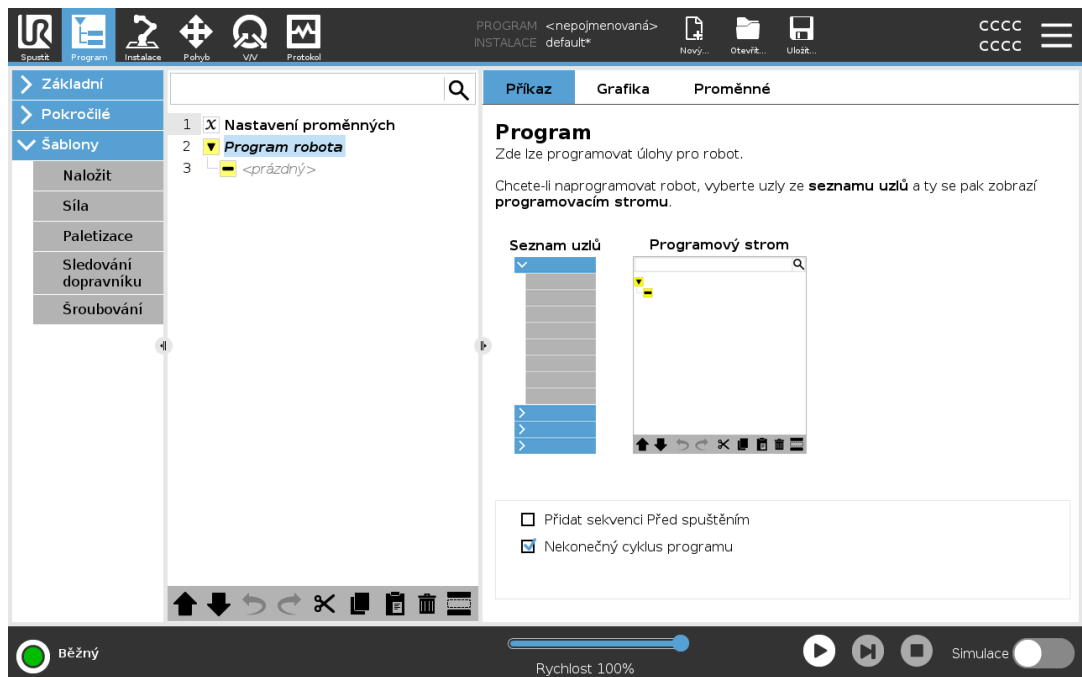 PROGRAM <nepojmenovaná>
INSTALACE default*
Spustit Program Instalace Pohyb V/V Protokol
Nový... Otevřít... Uložit...
CCCC
CCCC
Základní
Pokročilé
Šablony
Naložit
Síla
Paletizace
Sledování
dopravníku
Šroubování
1 X Nastavení proměnných
2 Program robota
3 <prázdný>
Příkaz Grafika Proměnné
Program
Zde lze programovat úlohy pro robot.
Chcete-li naprogramovat robot, vyberte uzly ze seznamu uzlů a ty se pak zobrazí
programovacím stromu.
Seznam uzlů Programový strom
Přidat sekvenci Před spuštěním
Nekonečný cyklus programu
Běžný
Rychlost 100%
Simulace